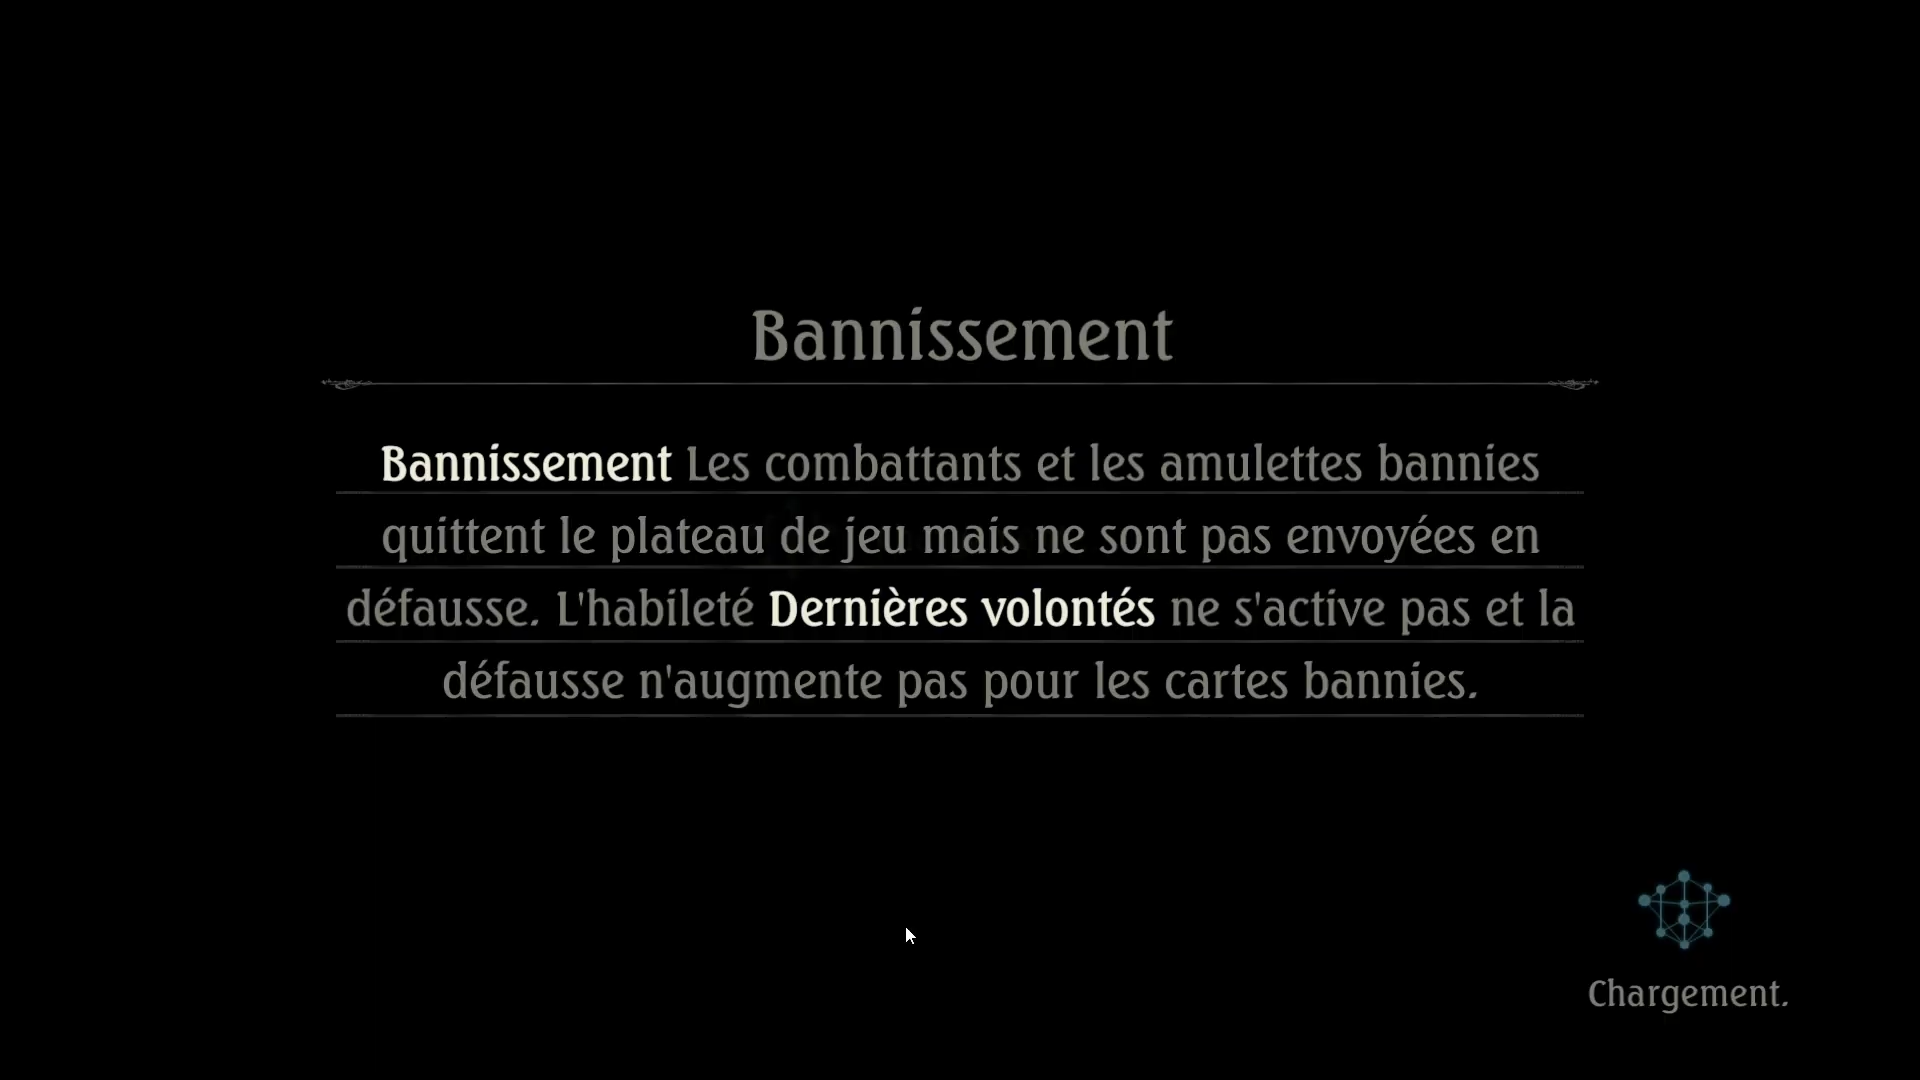 Bannissement
Bannissement Les combattants et les amulettes bannies
quittent le plateau de jeu mais ne sont pas envoyées en
défausse. L'habileté Dernières volontés ne s'active pas et la
défausse n'augmente pas pour les cartes bannies.
Chargement.